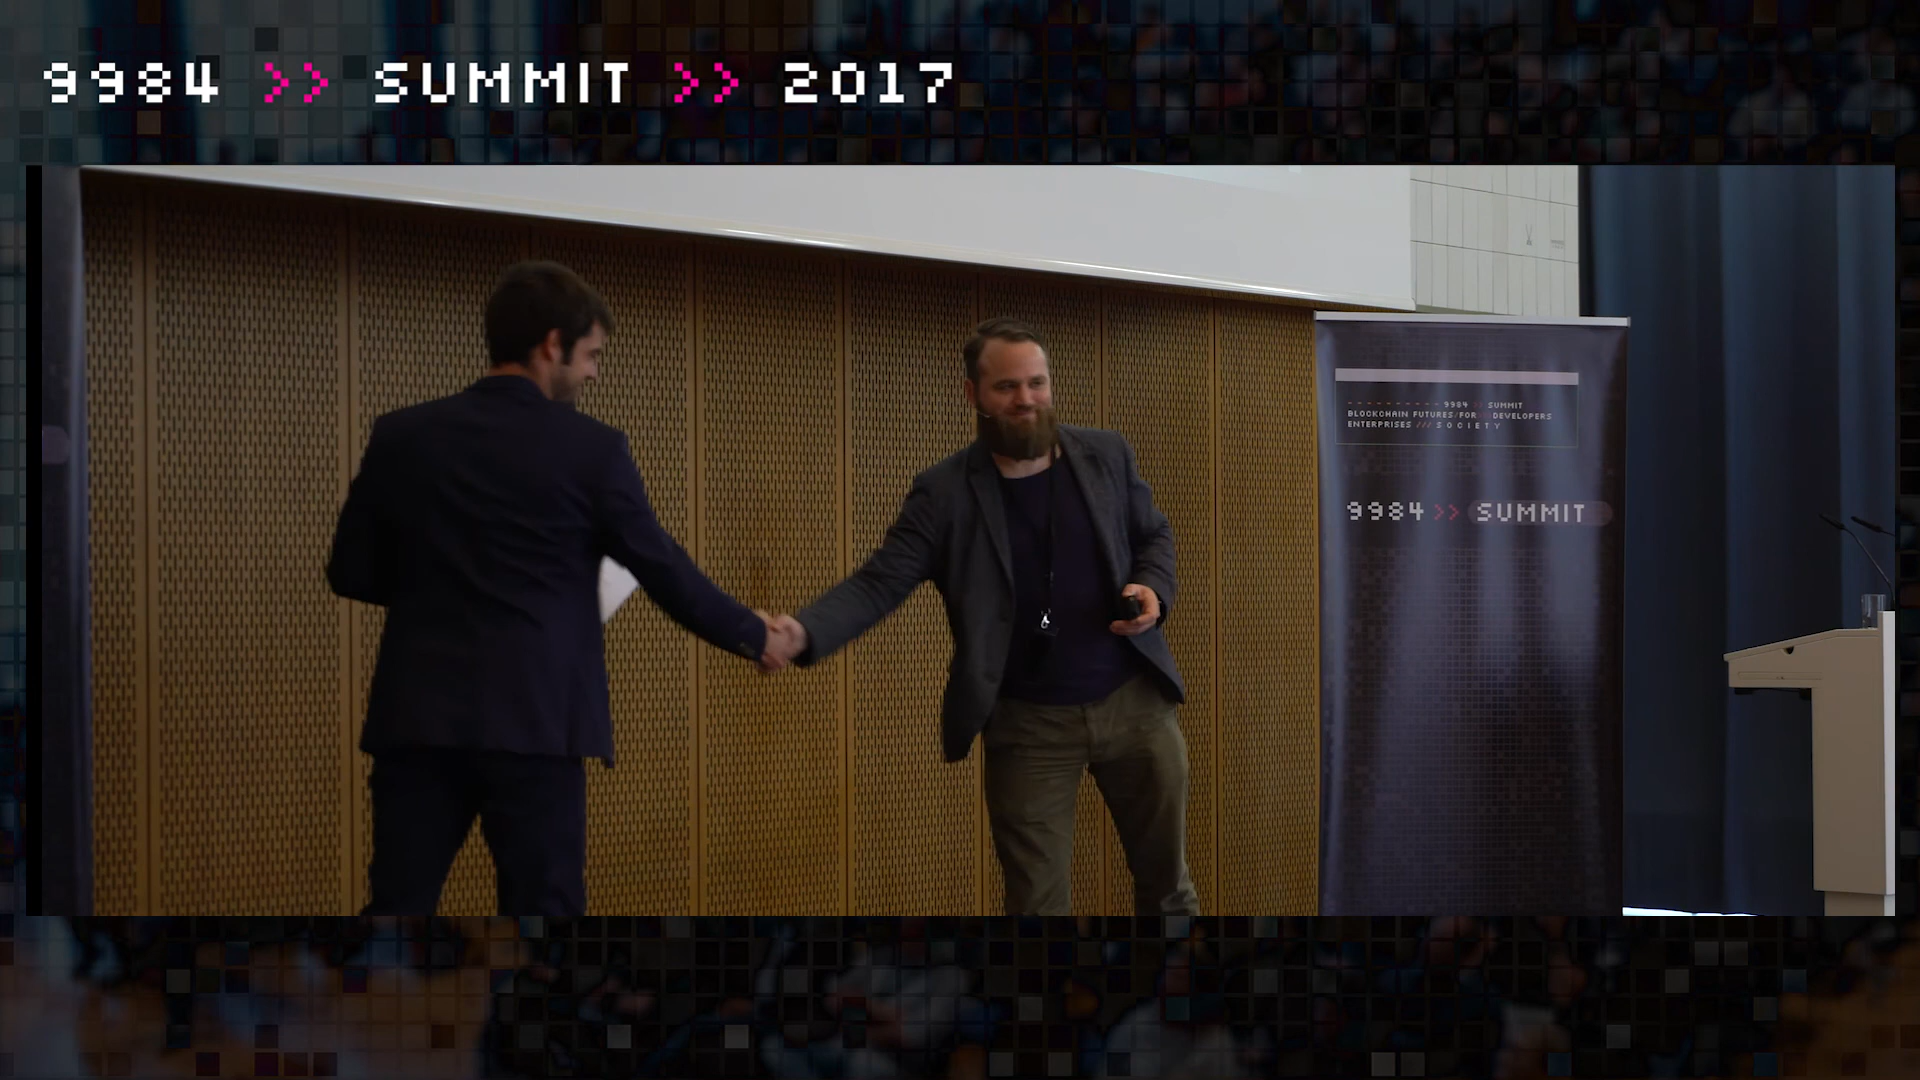 9984 >> SUMMIT >> 2017
- - - - - - - - - - 9984 >> SUMMIT
BLOCKCHAIN FUTURES/FOR DEVELOPERS
ENTERPRISES /// SOCIETY
9984 >> SUMMIT